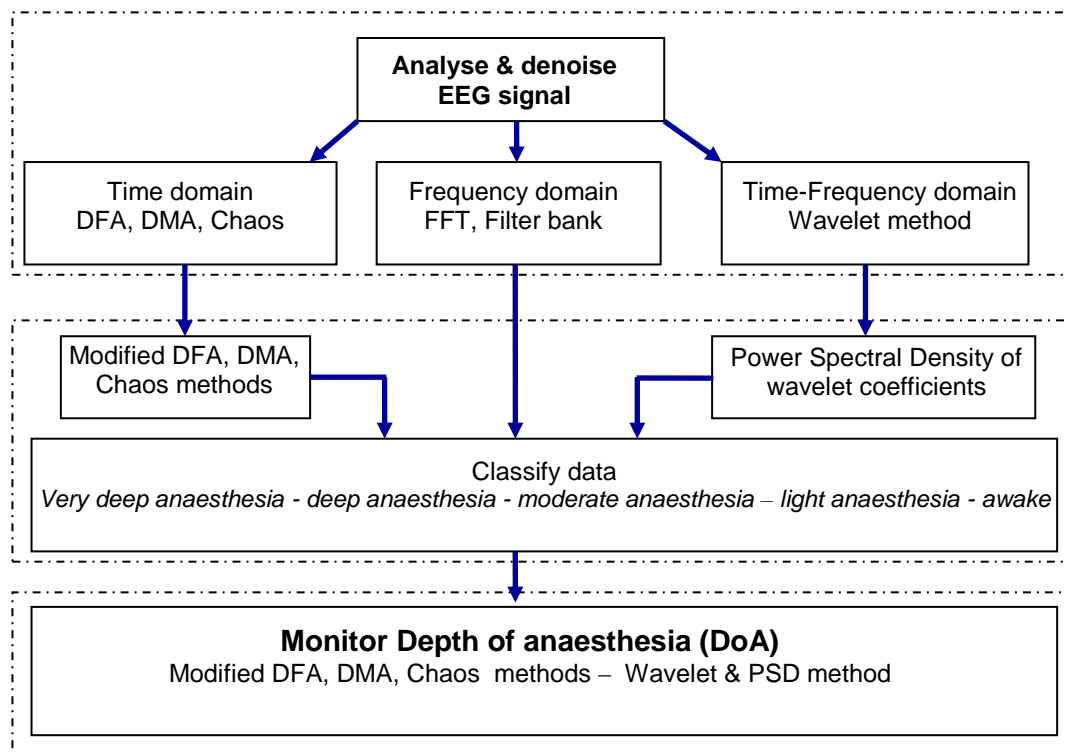 Analyse & denoise
EEG signal
Time domain
DFA, DMA, Chaos
Frequency domain
FFT, Filter bank
Time-Frequency domain
Wavelet method
Modified DFA, DMA,
Chaos methods
Power Spectral Density of
wavelet coefficients
Classify data
Very deep anaesthesia - deep anaesthesia - moderate anaesthesia – light anaesthesia - awake
Monitor Depth of anaesthesia (DoA)
Modified DFA, DMA, Chaos methods – Wavelet & PSD method